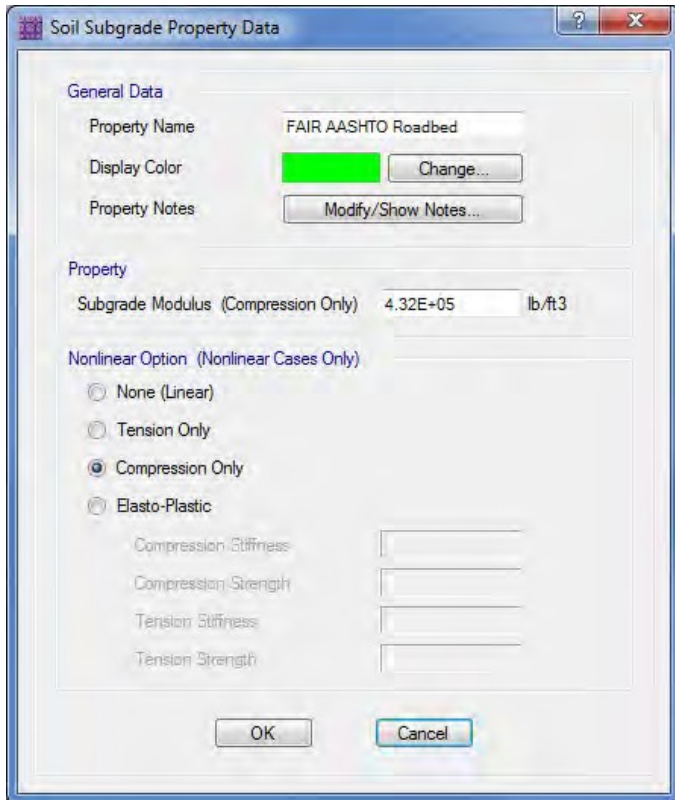 Soil Subgrade Property Data
General Data
Property Name FAIR AASHTO Roadbed
Display Color Change...
Property Notes Modify/Show Notes...
Property
Subgrade Modulus (Compression Only) 4.32E+05 lb/ft3
Nonlinear Option (Nonlinear Cases Only)
None (Linear)
Tension Only
Compression Only
Elasto-Plastic
Compression Stiffness
Compression Strength
Tension Stiffness
Tension Strength
OK Cancel